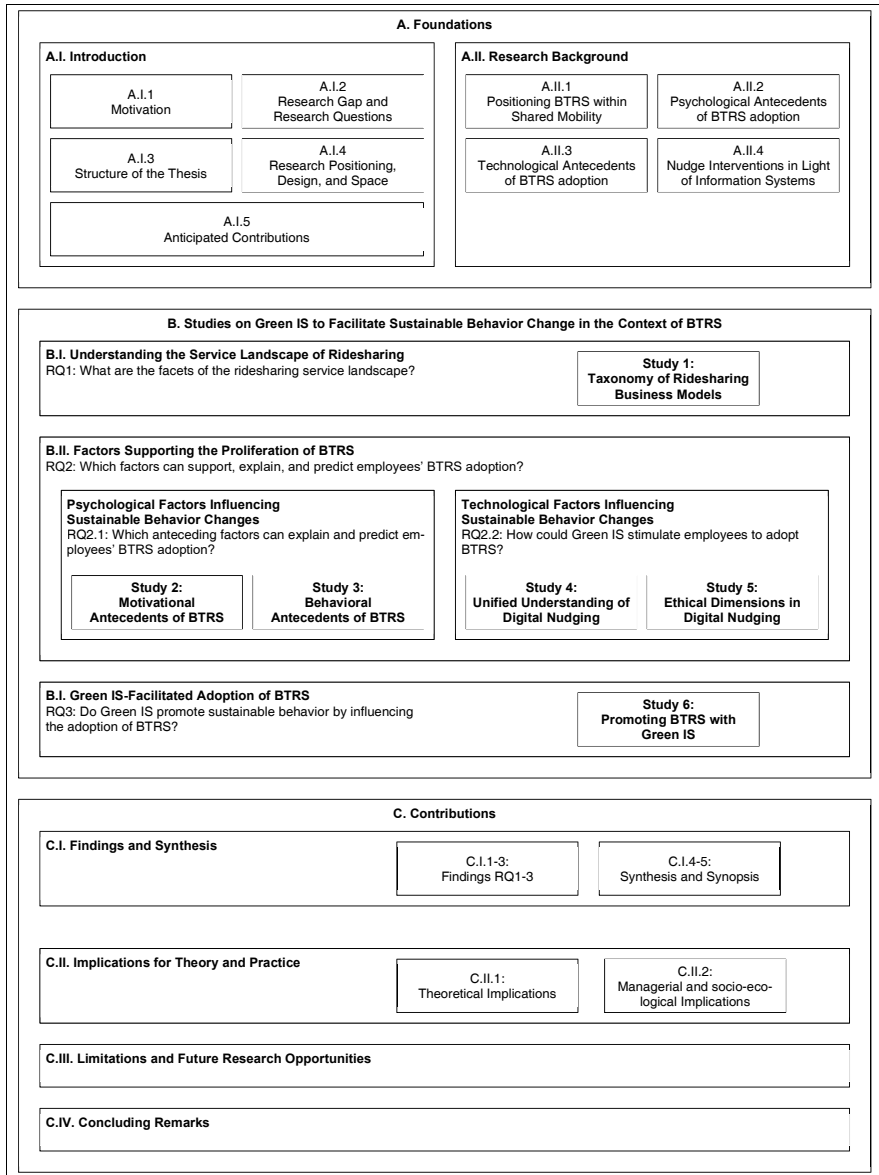 A. Foundations
A.I. Introduction
A.I.1
Motivation
A.I.2
Research Gap and
Research Questions
A.I.3
Structure of the Thesis
A.I.4
Research Positioning,
Design, and Space
A.I.5
Anticipated Contributions
A.II. Research Background
A.II.1
Positioning BTRS within
Shared Mobility
A.II.2
Psychological Antecedents
of BTRS adoption
A.II.3
Technological Antecedents
of BTRS adoption
A.II.4
Nudge Interventions in Light
of Information Systems
B. Studies on Green IS to Facilitate Sustainable Behavior Change in the Context of BTRS
B.I. Understanding the Service Landscape of Ridesharing
RQ1: What are the facets of the ridesharing service landscape?
Study 1:
Taxonomy of Ridesharing
Business Models
B.II. Factors Supporting the Proliferation of BTRS
RQ2: Which factors can support, explain, and predict employees' BTRS adoption?
Psychological Factors Influencing
Sustainable Behavior Changes
RQ2.1: Which anteceding factors can explain and predict em-
ployees' BTRS adoption?
Study 2:
Motivational
Antecedents of BTRS
Study 3:
Behavioral
Antecedents of BTRS
Technological Factors Influencing
Sustainable Behavior Changes
RQ2.2: How could Green IS stimulate employees to adopt
BTRS?
Study 4:
Unified Understanding of
Digital Nudging
Study 5:
Ethical Dimensions in
Digital Nudging
B.I. Green IS-Facilitated Adoption of BTRS
RQ3: Do Green IS promote sustainable behavior by influencing
the adoption of BTRS?
Study 6:
Promoting BTRS with
Green IS
C. Contributions
C.I. Findings and Synthesis
C.I.1-3:
Findings RQ1-3
C.I.4-5:
Synthesis and Synopsis
C.II. Implications for Theory and Practice
C.II.1:
Theoretical Implications
C.II.2:
Managerial and socio-eco-
logical Implications
C.III. Limitations and Future Research Opportunities
C.IV. Concluding Remarks